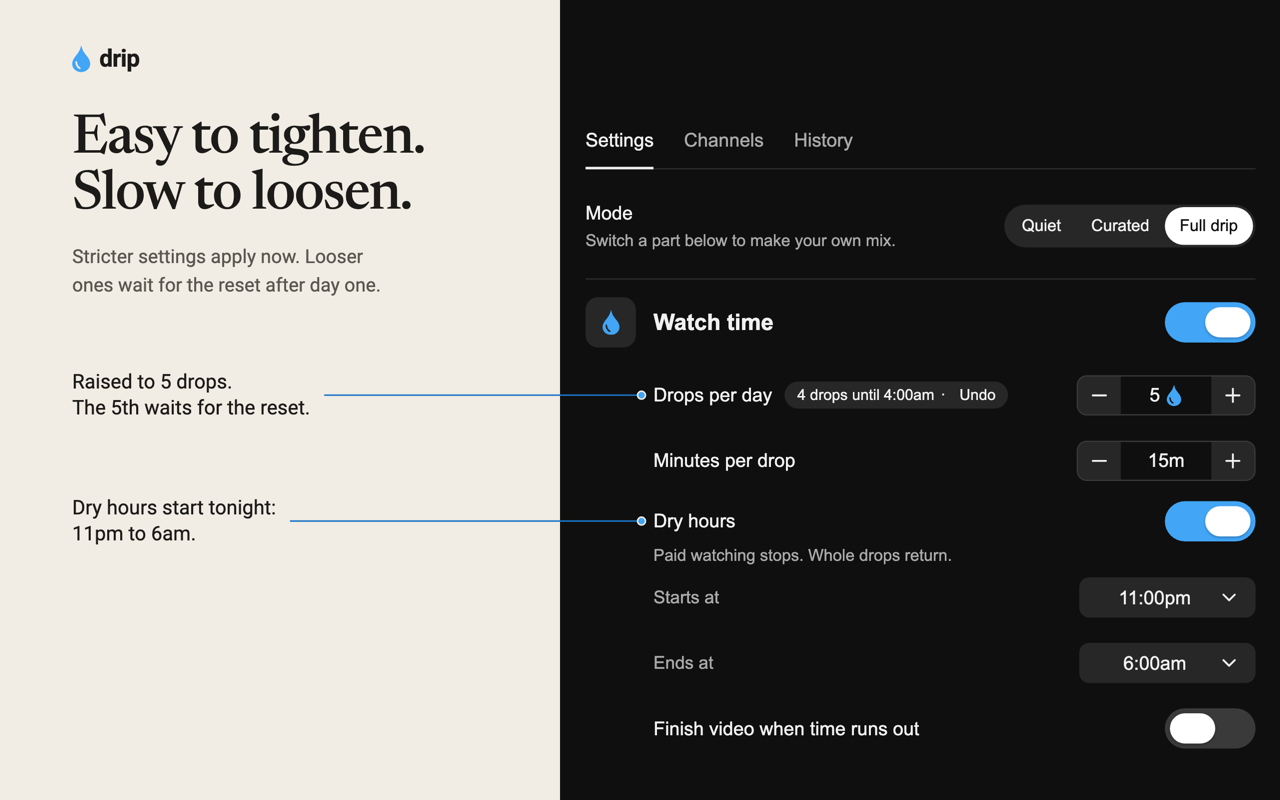 drip
Easy to tighten.
Slow to loosen.
Stricter settings apply now. Looser
ones wait for the reset after day one.
Raised to 5 drops.
The 5th waits for the reset.
Dry hours start tonight:
11pm to 6am.
Settings Channels History
Mode
Switch a part below to make your own mix.
Quiet Curated Full drip
Watch time
Drops per day 4 drops until 4:00am · Undo − 5 +
Minutes per drop − 15m +
Dry hours
Paid watching stops. Whole drops return.
Starts at 11:00pm
Ends at 6:00am
Finish video when time runs out